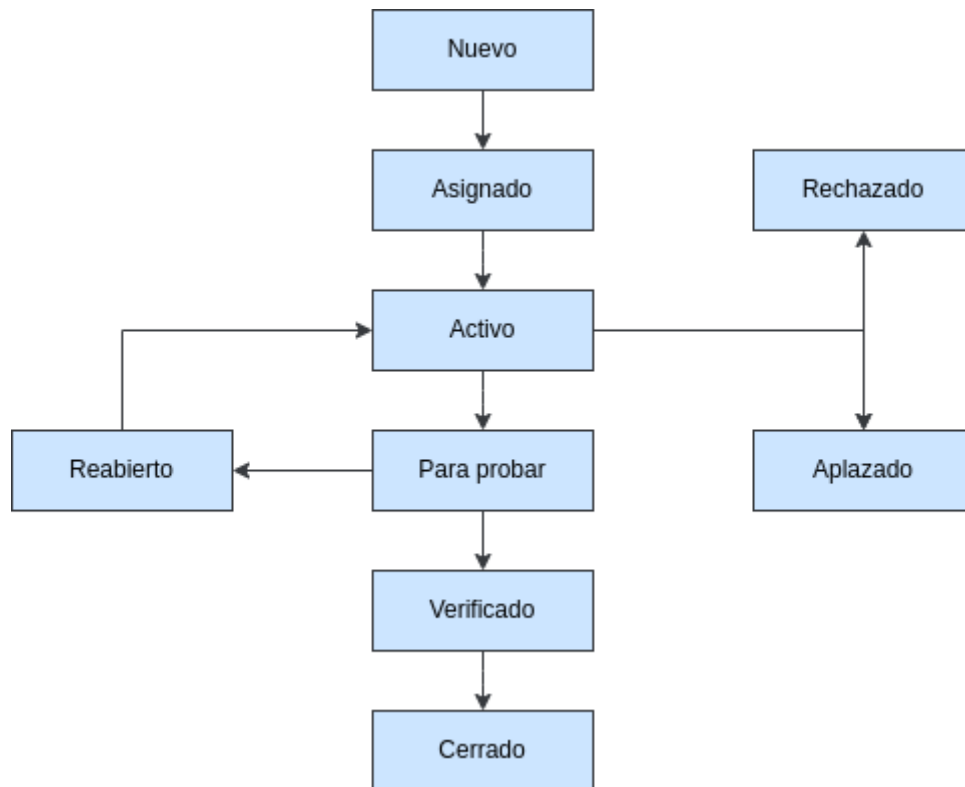 Nuevo
Asignado
Rechazado
Activo
Reabierto
Para probar
Aplazado
Verificado
Cerrado